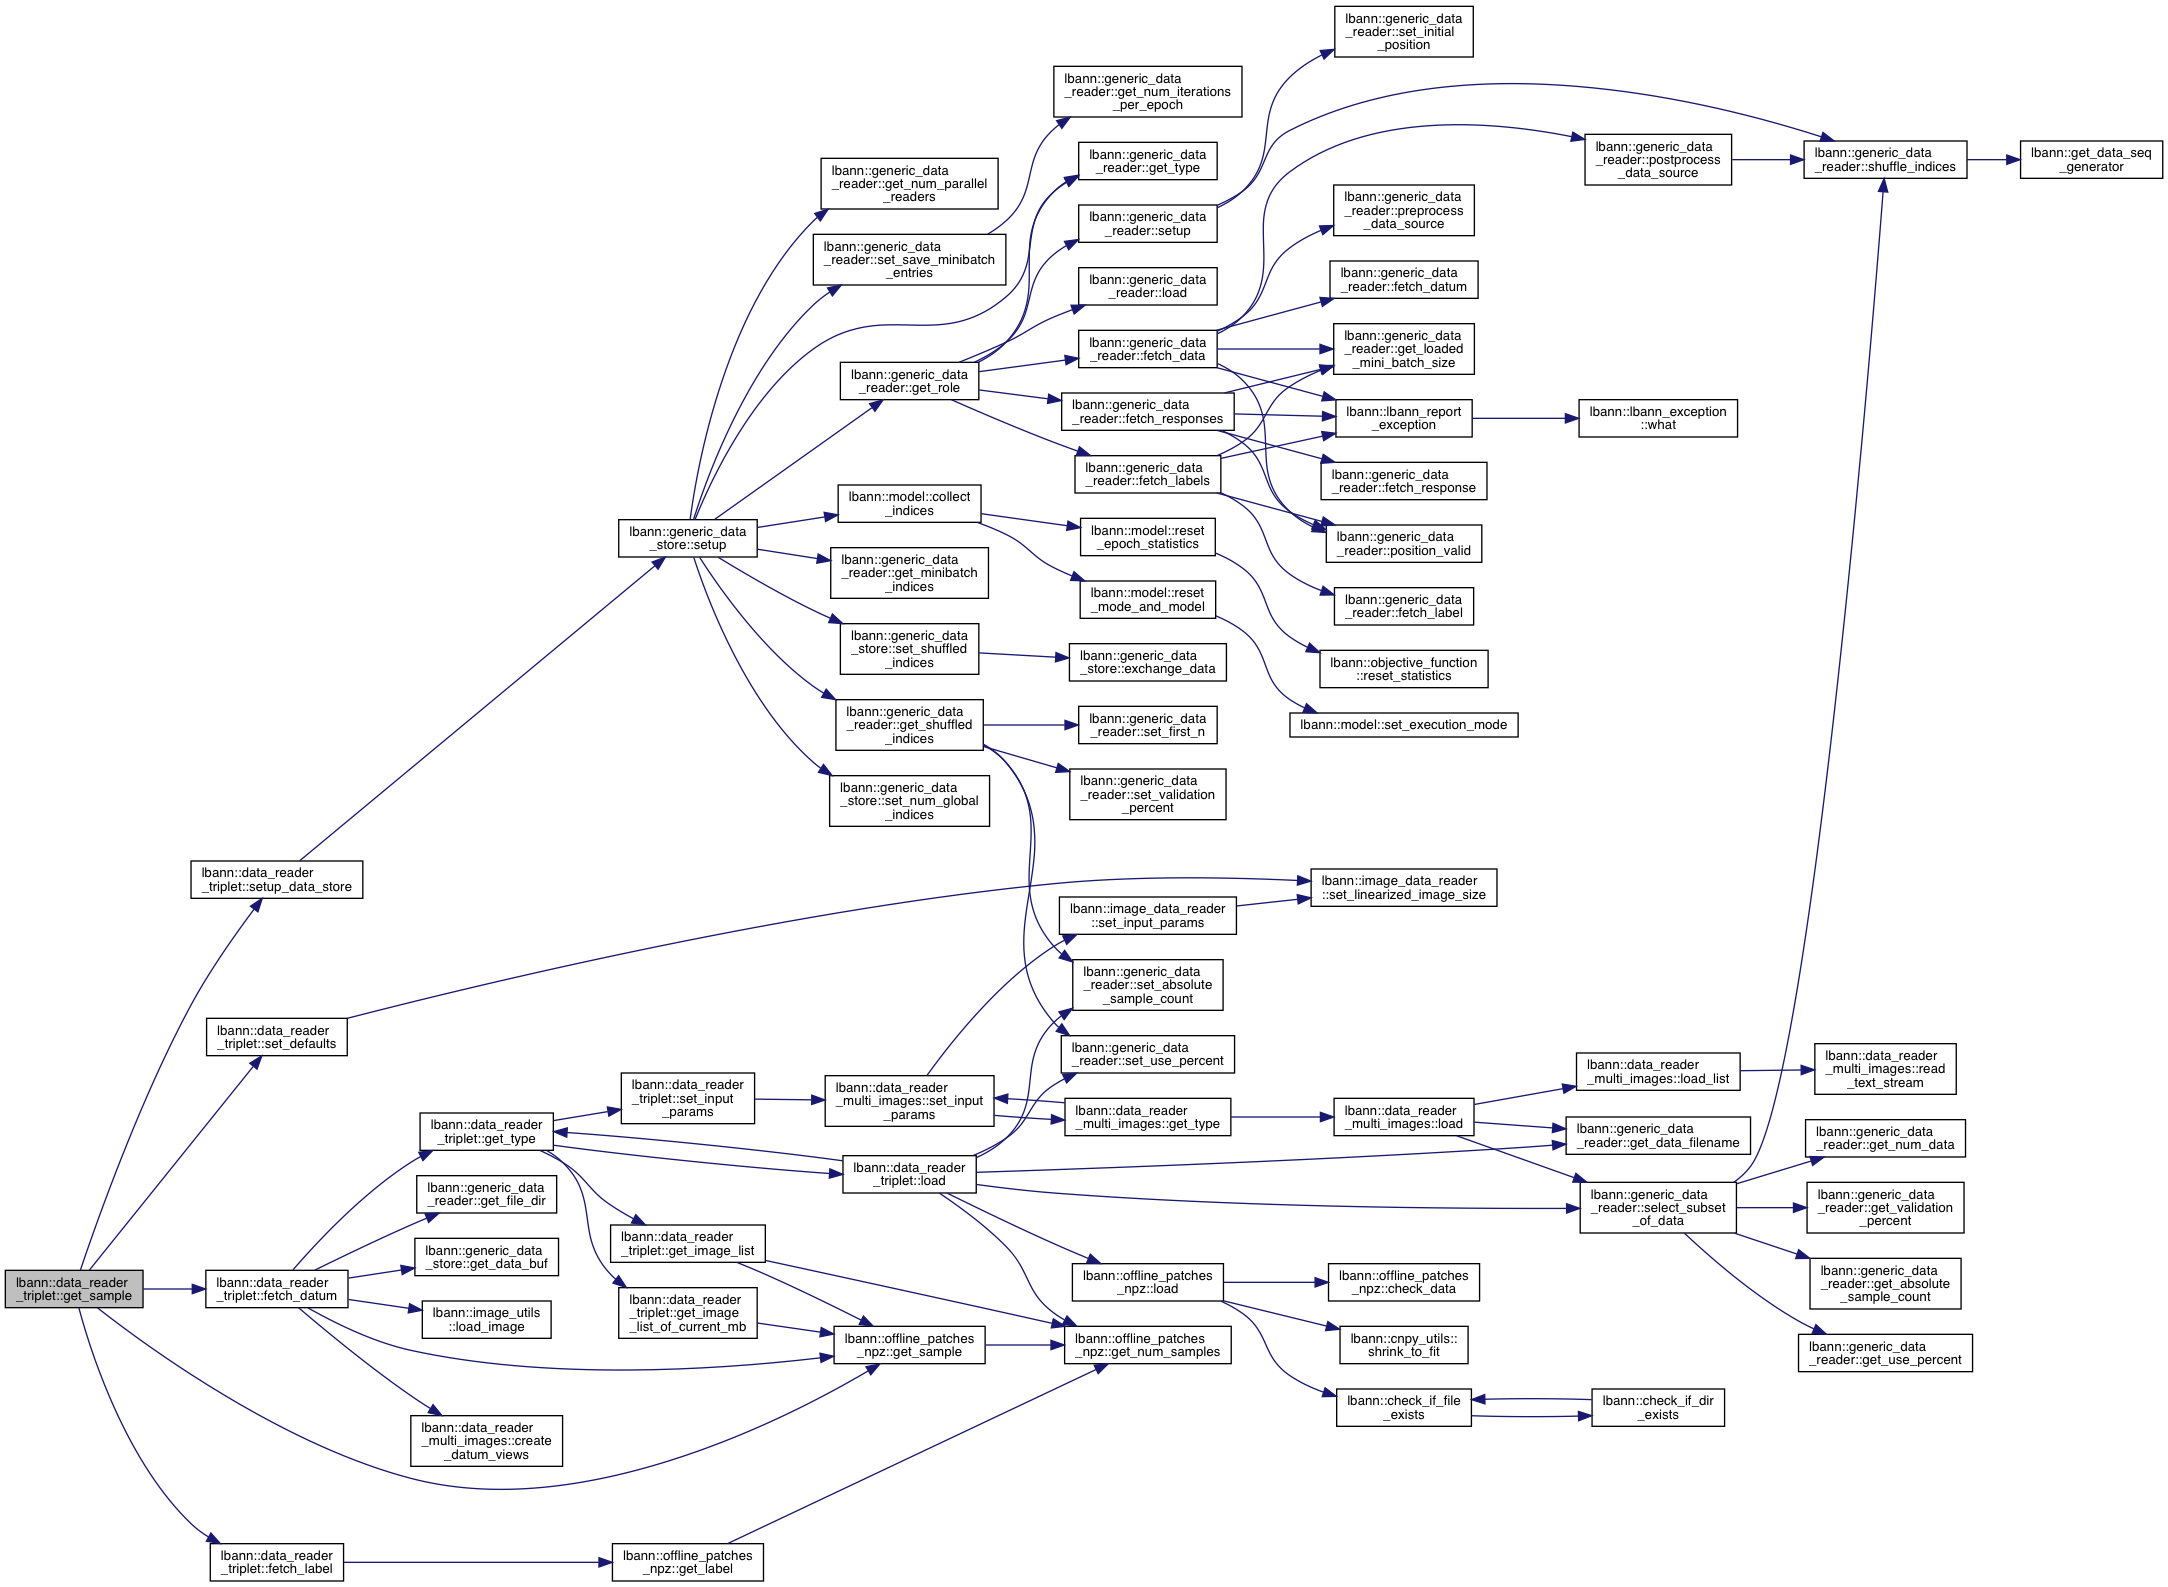 lbann::generic_data
_reader::set_initial
_position
lbann::generic_data
_reader::get_num_iterations
_per_epoch
lbann::generic_data
_reader::postprocess
_data_source
lbann::generic_data
_reader::shuffle_indices
lbann::get_data_seq
_generator
lbann::generic_data
_reader::get_type
lbann::generic_data
_reader::get_num_parallel
_readers
lbann::generic_data
_reader::preprocess
_data_source
lbann::generic_data
_reader::setup
lbann::generic_data
_reader::set_save_minibatch
_entries
lbann::generic_data
_reader::fetch_datum
lbann::generic_data
_reader::load
lbann::generic_data
_reader::fetch_data
lbann::generic_data
_reader::get_loaded
_mini_batch_size
lbann::generic_data
_reader::get_role
lbann::generic_data
_reader::fetch_responses
lbann::lbann_report
_exception
lbann::lbann_exception
::what
lbann::generic_data
_reader::fetch_labels
lbann::generic_data
_reader::fetch_response
lbann::model::collect
_indices
lbann::generic_data
_store::setup
lbann::model::reset
_epoch_statistics
lbann::generic_data
_reader::position_valid
lbann::generic_data
_reader::get_minibatch
_indices
lbann::model::reset
_mode_and_model
lbann::generic_data
_reader::fetch_label
lbann::generic_data
_store::set_shuffled
_indices
lbann::generic_data
_store::exchange_data
lbann::objective_function
::reset_statistics
lbann::generic_data
_reader::get_shuffled
_indices
lbann::generic_data
_reader::set_first_n
lbann::model::set_execution_mode
lbann::generic_data
_store::set_num_global
_indices
lbann::generic_data
_reader::set_validation
_percent
lbann::data_reader
_triplet::setup_data_store
lbann::image_data_reader
::set_linearized_image_size
lbann::image_data_reader
::set_input_params
lbann::generic_data
_reader::set_absolute
_sample_count
lbann::data_reader
_triplet::set_defaults
lbann::generic_data
_reader::set_use_percent
lbann::data_reader
_multi_images::load_list
lbann::data_reader
_multi_images::read
_text_stream
lbann::data_reader
_triplet::set_input
_params
lbann::data_reader
_multi_images::set_input
_params
lbann::data_reader
_multi_images::get_type
lbann::data_reader
_multi_images::load
lbann::generic_data
_reader::get_data_filename
lbann::generic_data
_reader::get_num_data
lbann::data_reader
_triplet::get_type
lbann::data_reader
_triplet::load
lbann::generic_data
_reader::get_file_dir
lbann::generic_data
_reader::select_subset
_of_data
lbann::generic_data
_reader::get_validation
_percent
lbann::data_reader
_triplet::get_image_list
lbann::generic_data
_store::get_data_buf
lbann::data_reader
_triplet::get_sample
lbann::data_reader
_triplet::fetch_datum
lbann::offline_patches
_npz::load
lbann::offline_patches
_npz::check_data
lbann::generic_data
_reader::get_absolute
_sample_count
lbann::image_utils
::load_image
lbann::data_reader
_triplet::get_image
_list_of_current_mb
lbann::offline_patches
_npz::get_sample
lbann::offline_patches
_npz::get_num_samples
lbann::cnpy_utils::
shrink_to_fit
lbann::generic_data
_reader::get_use_percent
lbann::check_if_file
_exists
lbann::check_if_dir
_exists
lbann::data_reader
_multi_images::create
_datum_views
lbann::data_reader
_triplet::fetch_label
lbann::offline_patches
_npz::get_label